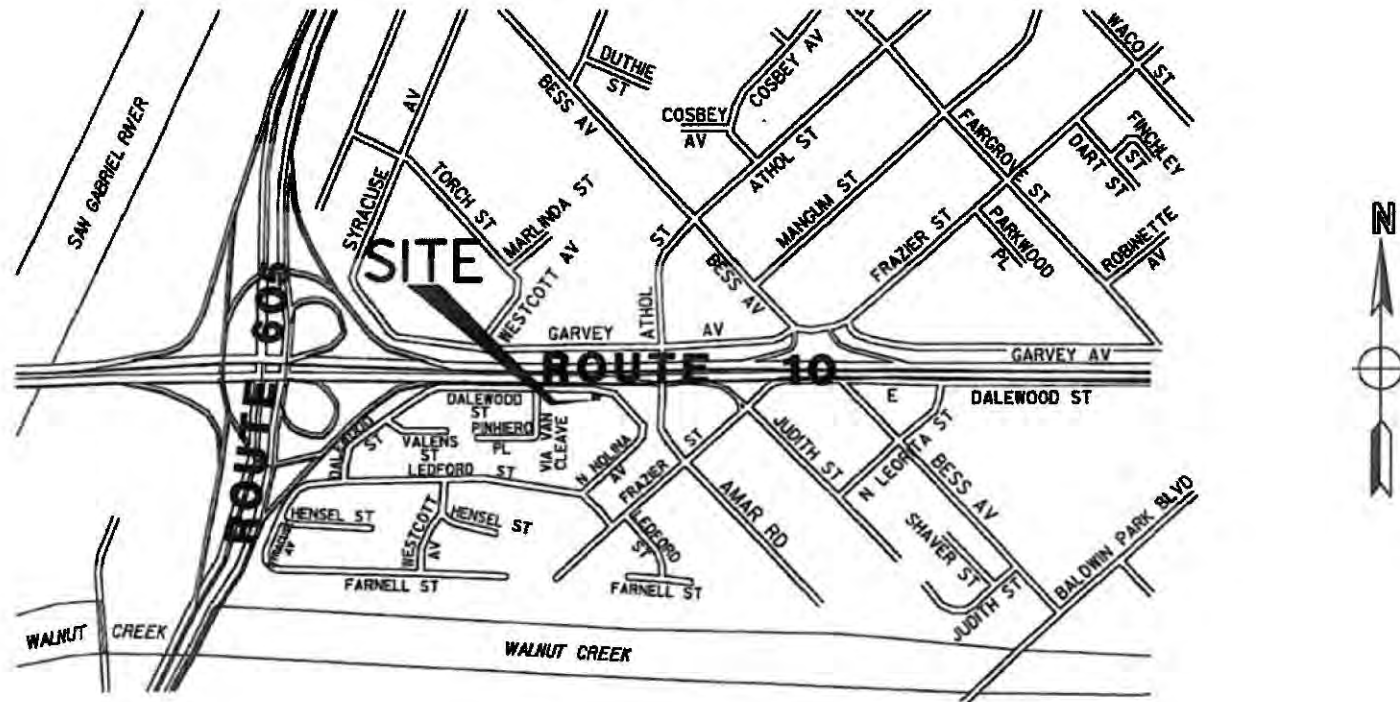 SAN GABRIEL RIVER
ROUTE 605
SYRACUSE AV
TORCH ST
MARLINDA ST
WESTCOTT AV
SITE
BESS AV
DUTHIE
ST
COSBEY
AV
COSBEY AV
ATHOL ST
MANGUM ST
FAIRGROVE ST
WACO ST
FINCHLEY
ST
DART ST
PARKWOOD
PL
ROBINETTE
AV
FRAZIER ST
BESS AV
ATHOL ST
GARVEY AV
GARVEY AV
ROUTE 10
N
DALEWOOD
ST
DALEWOOD ST
E DALEWOOD ST
PINHIERO
PL
VIA VAN
CLEAVE
VALENS
ST
LEDFORD ST
N NOLINA
AV
FRAZIER ST
JUDITH ST
N LEORITA ST
BESS AV
AMAR RD
HENSEL ST
WESTCOTT
AV
HENSEL ST
AV
FARNELL ST
LEDFORD
ST
FARNELL ST
SHAVER ST
JUDITH ST
BALDWIN PARK BLVD
WALNUT CREEK
WALNUT CREEK